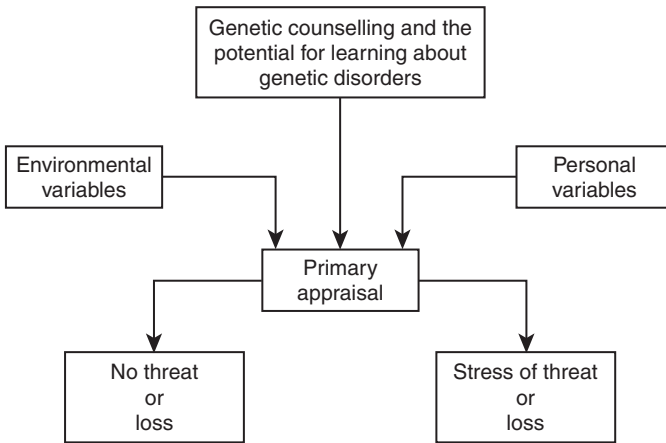 Genetic counselling and the
potential for learning about
genetic disorders
Environmental
variables
Personal
variables
Primary
appraisal
No threat
or
loss
Stress of threat
or
loss